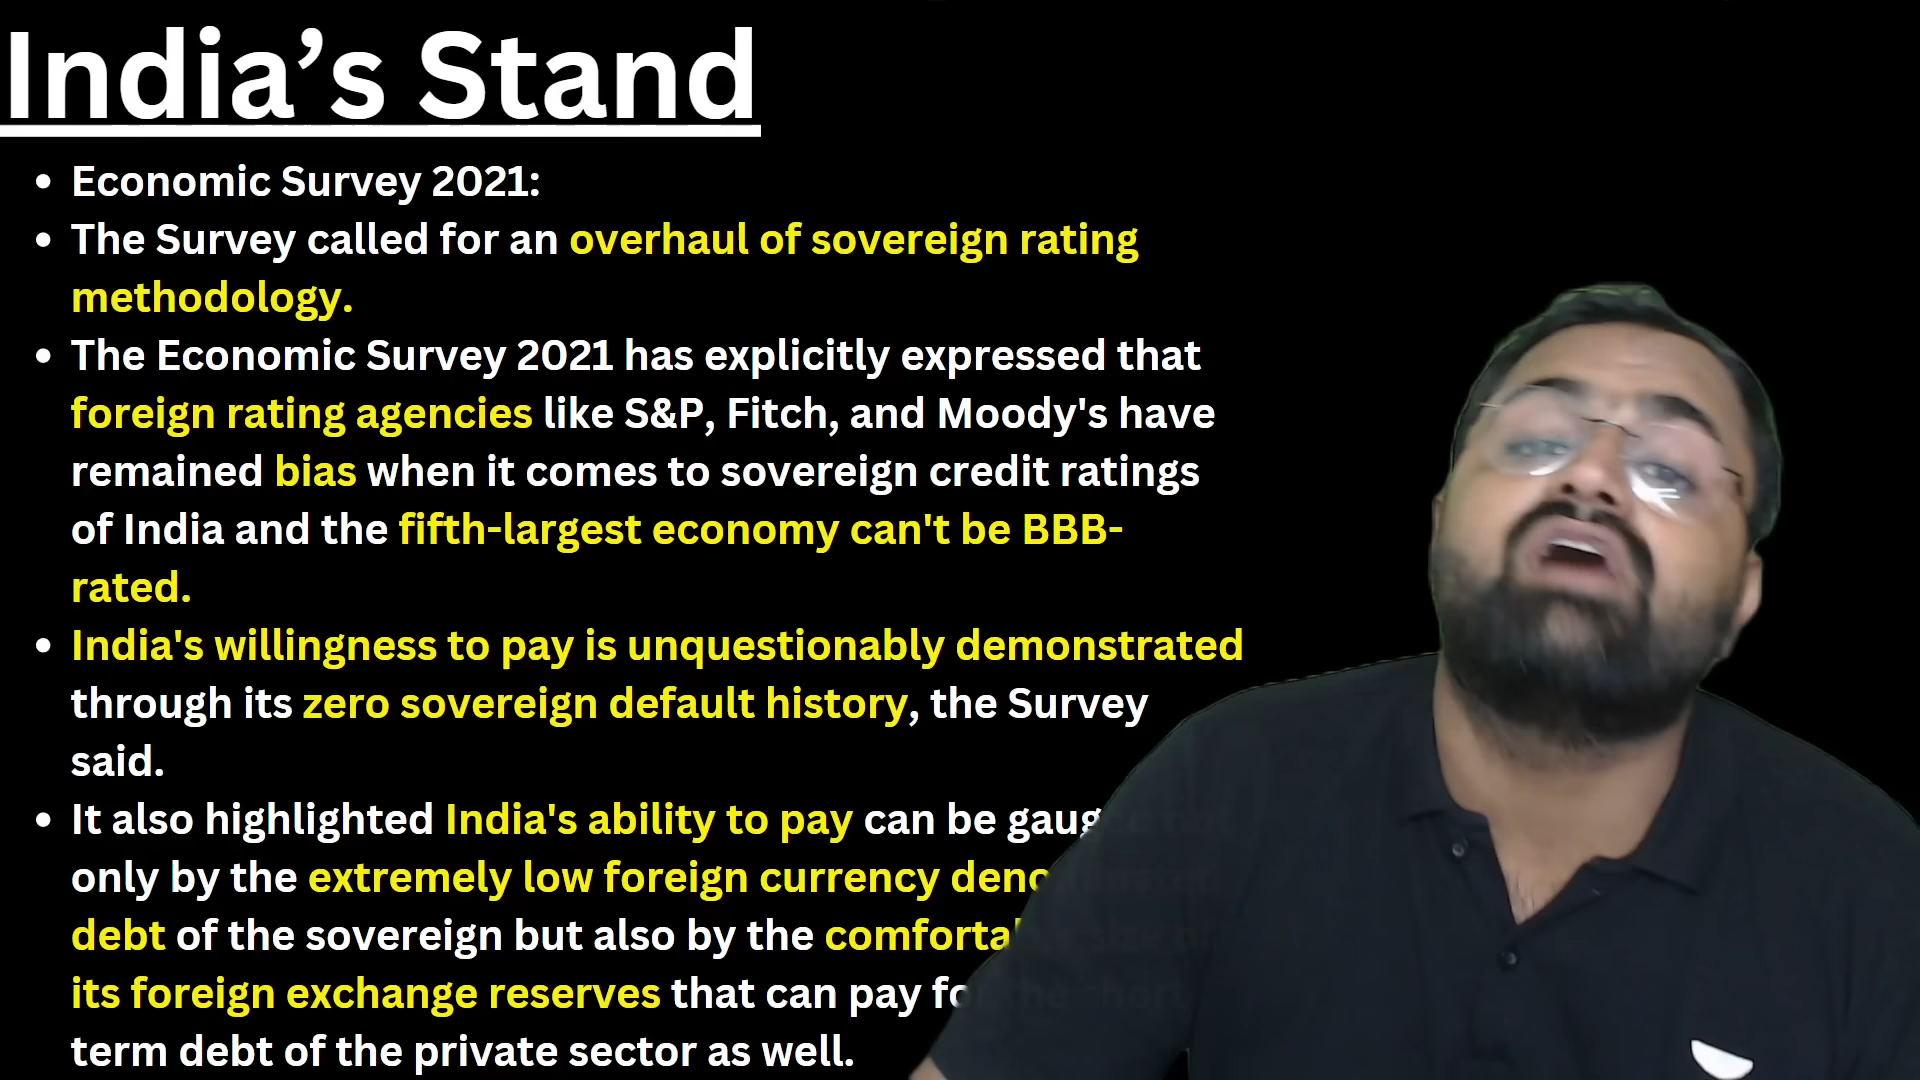 India’s Stand
• Economic Survey 2021:
• The Survey called for an overhaul of sovereign rating
methodology.
• The Economic Survey 2021 has explicitly expressed that
foreign rating agencies like S&P, Fitch, and Moody's have
remained bias when it comes to sovereign credit ratings
of India and the fifth-largest economy can't be BBB-
rated.
• India's willingness to pay is unquestionably demonstrated
through its zero sovereign default history, the Survey
said.
• It also highlighted India's ability to pay can be
only by the extremely low foreign currency
debt of the sovereign but also by the
its foreign exchange reserves that can pay
term debt of the private sector as well.